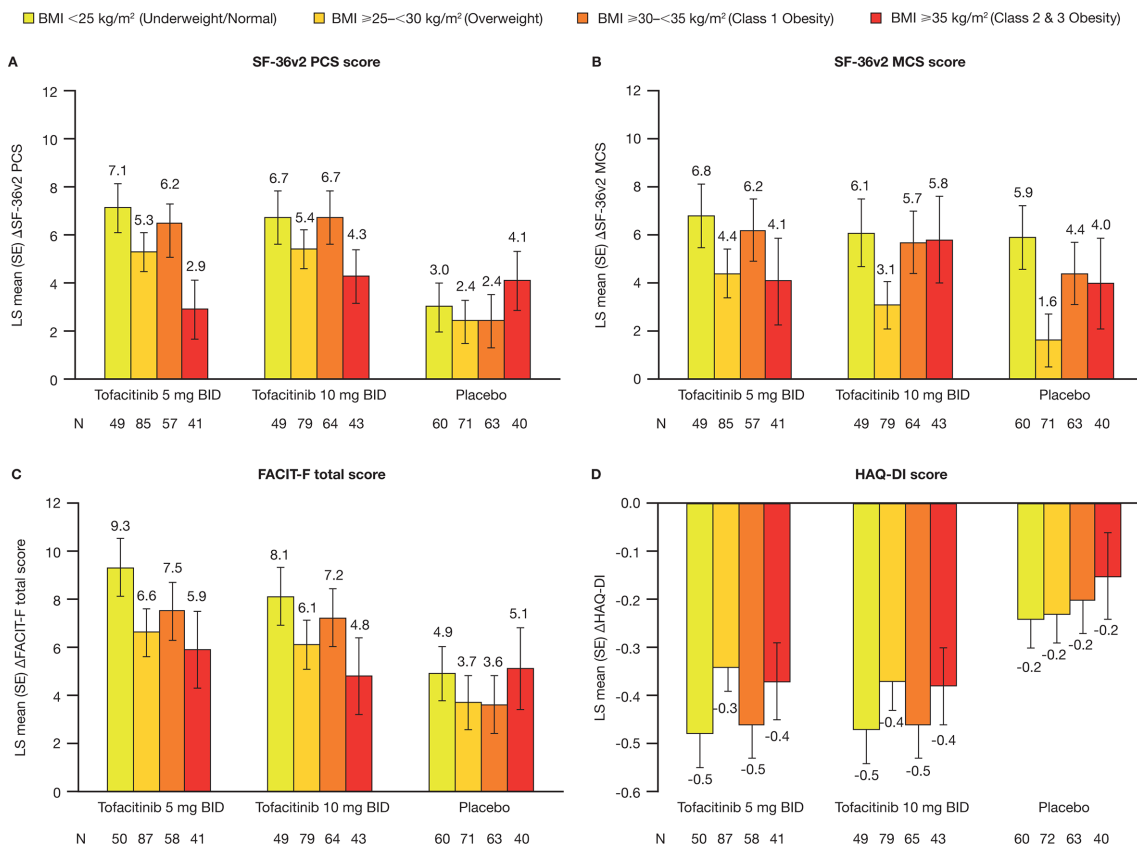 BMI <25 kg/m² (Underweight/Normal) BMI ≥25–<30 kg/m² (Overweight) BMI ≥30–<35 kg/m² (Class 1 Obesity) BMI ≥35 kg/m² (Class 2 & 3 Obesity)
A SF-36v2 PCS score
LS mean (SE) ΔSF-36v2 PCS
12
10
8
6
4
2
0
7.1 5.3 6.2 2.9
6.7 5.4 6.7 4.3
3.0 2.4 2.4 4.1
Tofacitinib 5 mg BID Tofacitinib 10 mg BID Placebo
N 49 85 57 41 49 79 64 43 60 71 63 40
B SF-36v2 MCS score
LS mean (SE) ΔSF-36v2 MCS
12
10
8
6
4
2
0
6.8 4.4 6.2 4.1
6.1 3.1 5.7 5.8
5.9 1.6 4.4 4.0
Tofacitinib 5 mg BID Tofacitinib 10 mg BID Placebo
N 49 85 57 41 49 79 64 43 60 71 63 40
C FACIT-F total score
LS mean (SE) ΔFACIT-F total score
12
10
8
6
4
2
0
9.3 6.6 7.5 5.9
8.1 6.1 7.2 4.8
4.9 3.7 3.6 5.1
Tofacitinib 5 mg BID Tofacitinib 10 mg BID Placebo
N 50 87 58 41 49 79 64 43 60 71 63 40
D HAQ-DI score
LS mean (SE) ΔHAQ-DI
0.0
-0.1
-0.2
-0.3
-0.4
-0.5
-0.6
-0.5 -0.3 -0.5 -0.4
-0.5 -0.4 -0.5 -0.4
-0.2 -0.2 -0.2 -0.2
Tofacitinib 5 mg BID Tofacitinib 10 mg BID Placebo
N 50 87 58 41 49 79 65 43 60 72 63 40